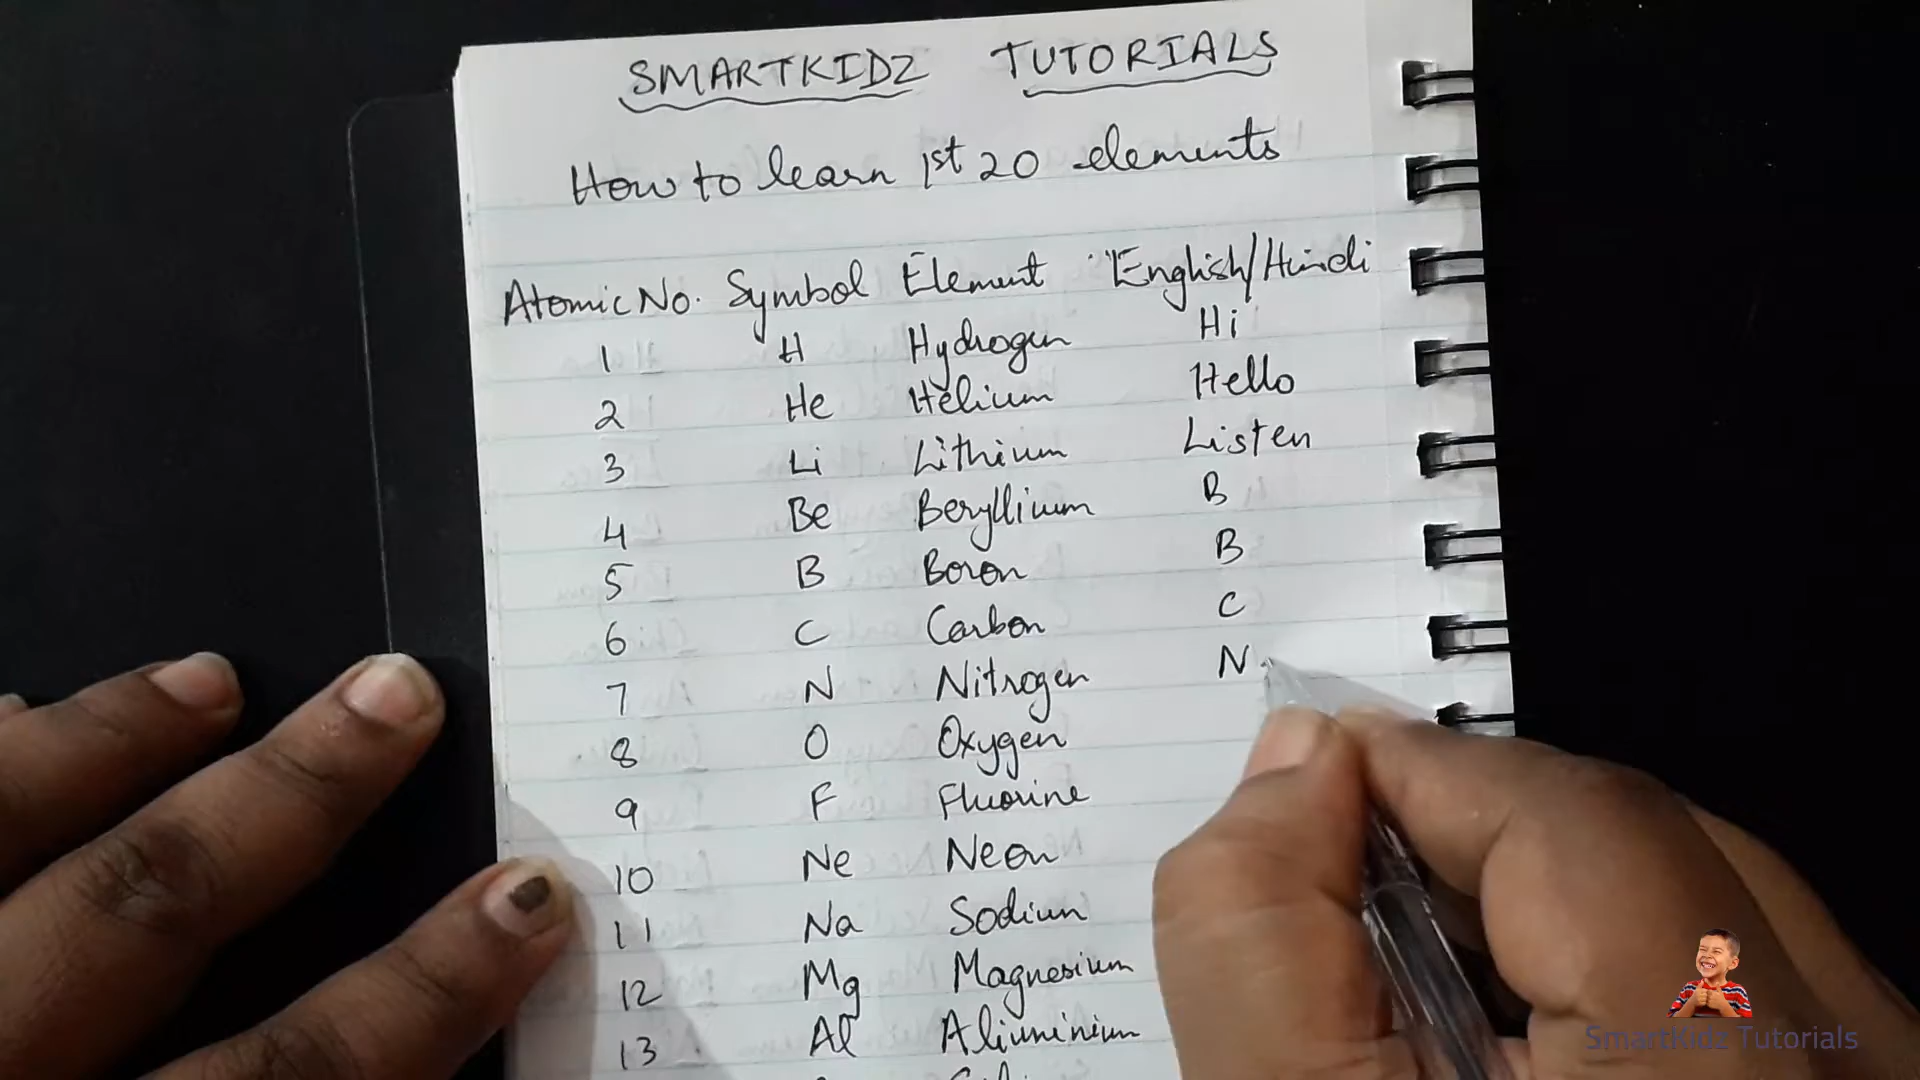 SMARTKIDZ TUTORIALS
How to learn 1st 20 elements
Atomic No. Symbol Element English/Hindi
1 H Hydrogen Hi
2 He Helium Hello
3 Li Lithium Listen
4 Be Beryllium B
5 B Boron B
6 C Carbon C
7 N Nitrogen N
8 O Oxygen
9 F Fluorine
10 Ne Neon
11 Na Sodium
12 Mg Magnesium
13 Al Aliuminium
SmartKidz Tutorials